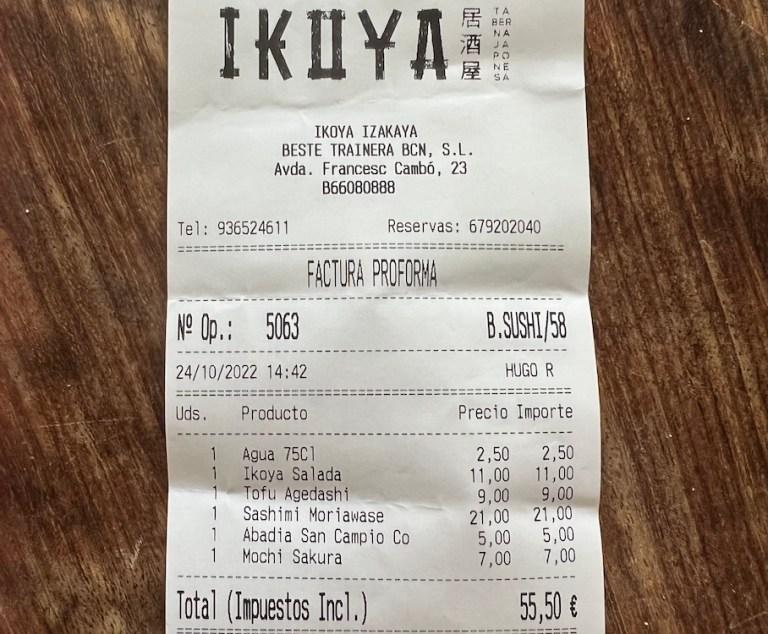 IKOYA
居酒屋
TABERNA JAPONESA
IKOYA IZAKAYA
BESTE TRAINERA BCN, S.L.
Avda. Francesc Cambó, 23
B66080888
Tel: 936524611 Reservas: 679202040
FACTURA PROFORMA
Nº Op.: 5063 B.SUSHI/58
24/10/2022 14:42 HUGO R
Uds. Producto Precio Importe
1 Agua 75Cl 2,50 2,50
1 Ikoya Salada 11,00 11,00
1 Tofu Agedashi 9,00 9,00
1 Sashimi Moriawase 21,00 21,00
1 Abadia San Campio Co 5,00 5,00
1 Mochi Sakura 7,00 7,00
Total (Impuestos Incl.) 55,50 €